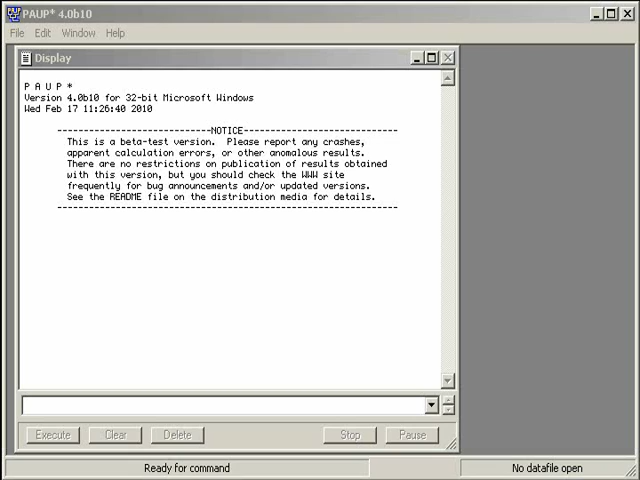 PAUP* 4.0b10
File Edit Window Help
Display
P A U P *
Version 4.0b10 for 32-bit Microsoft Windows
Wed Feb 17 11:26:40 2010
-----------------------------NOTICE-----------------------------
This is a beta-test version. Please report any crashes,
apparent calculation errors, or other anomalous results.
There are no restrictions on publication of results obtained
with this version, but you should check the WWW site
frequently for bug announcements and/or updated versions.
See the README file on the distribution media for details.
----------------------------------------------------------------
Execute Clear Delete Stop Pause
Ready for command No datafile open